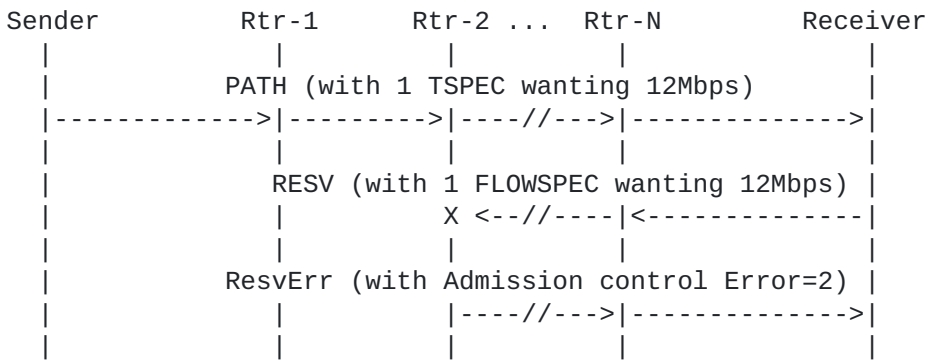 Sender Rtr-1 Rtr-2 ... Rtr-N Receiver
| | | | |
| PATH (with 1 TSPEC wanting 12Mbps) |
|------------->|--------->|----//--->|-------------->|
| | | | |
| RESV (with 1 FLOWSPEC wanting 12Mbps) |
| | X <--//----|<--------------|
| | | | |
| ResvErr (with Admission control Error=2) |
| | |----//--->|-------------->|
| | | | |